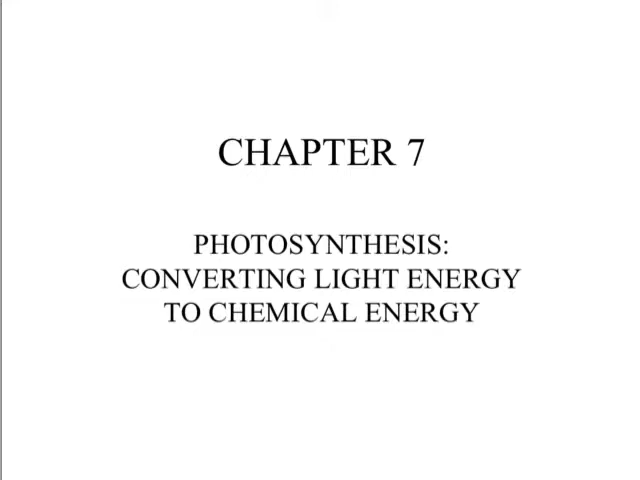 CHAPTER 7
PHOTOSYNTHESIS:
CONVERTING LIGHT ENERGY
TO CHEMICAL ENERGY